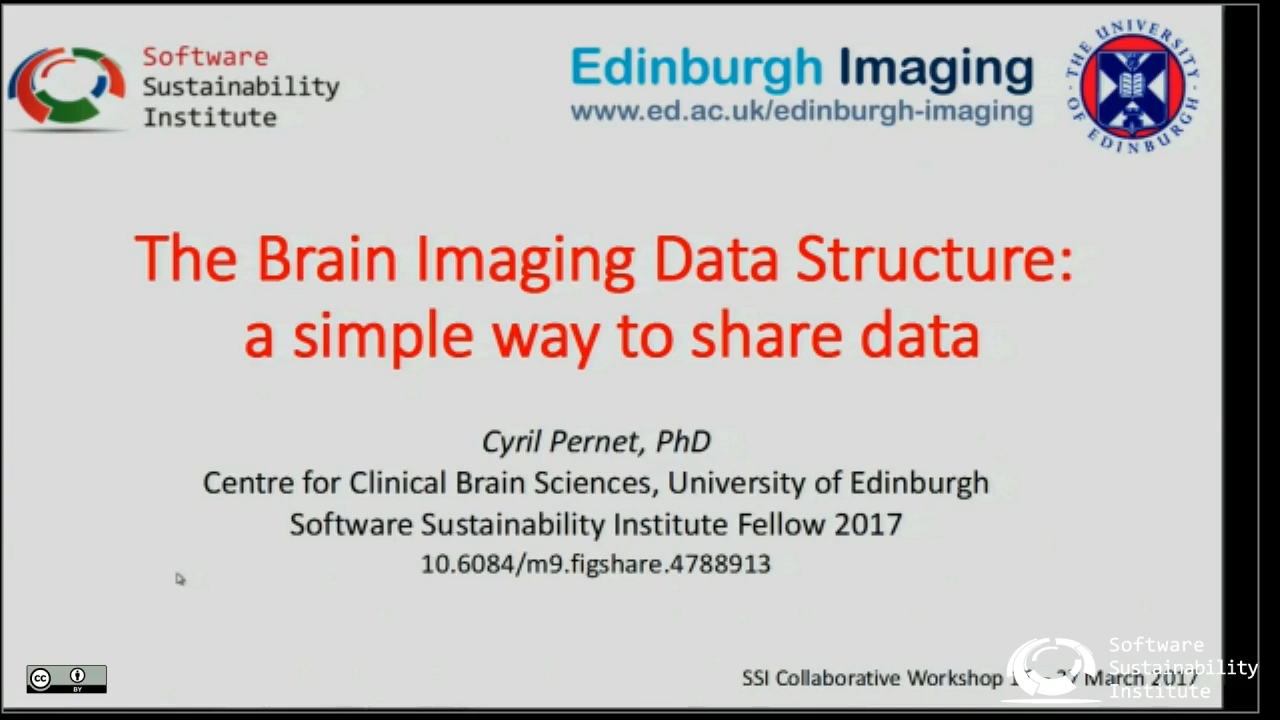 Software
Sustainability
Institute
Edinburgh Imaging
www.ed.ac.uk/edinburgh-imaging
THE UNIVERSITY OF EDINBURGH
The Brain Imaging Data Structure:
a simple way to share data
Cyril Pernet, PhD
Centre for Clinical Brain Sciences, University of Edinburgh
Software Sustainability Institute Fellow 2017
10.6084/m9.figshare.4788913
CC
BY
SSI Collaborative Workshop March 2017
Software
Sustainability
Institute